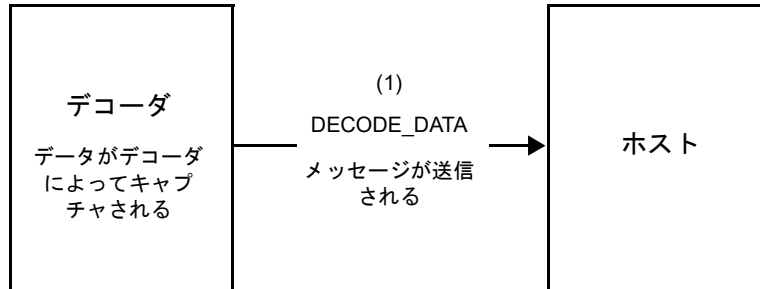 デコーダ
データがデコーダ
によってキャプ
チャされる
(1)
DECODE_DATA
メッセージが送信
される
ホスト